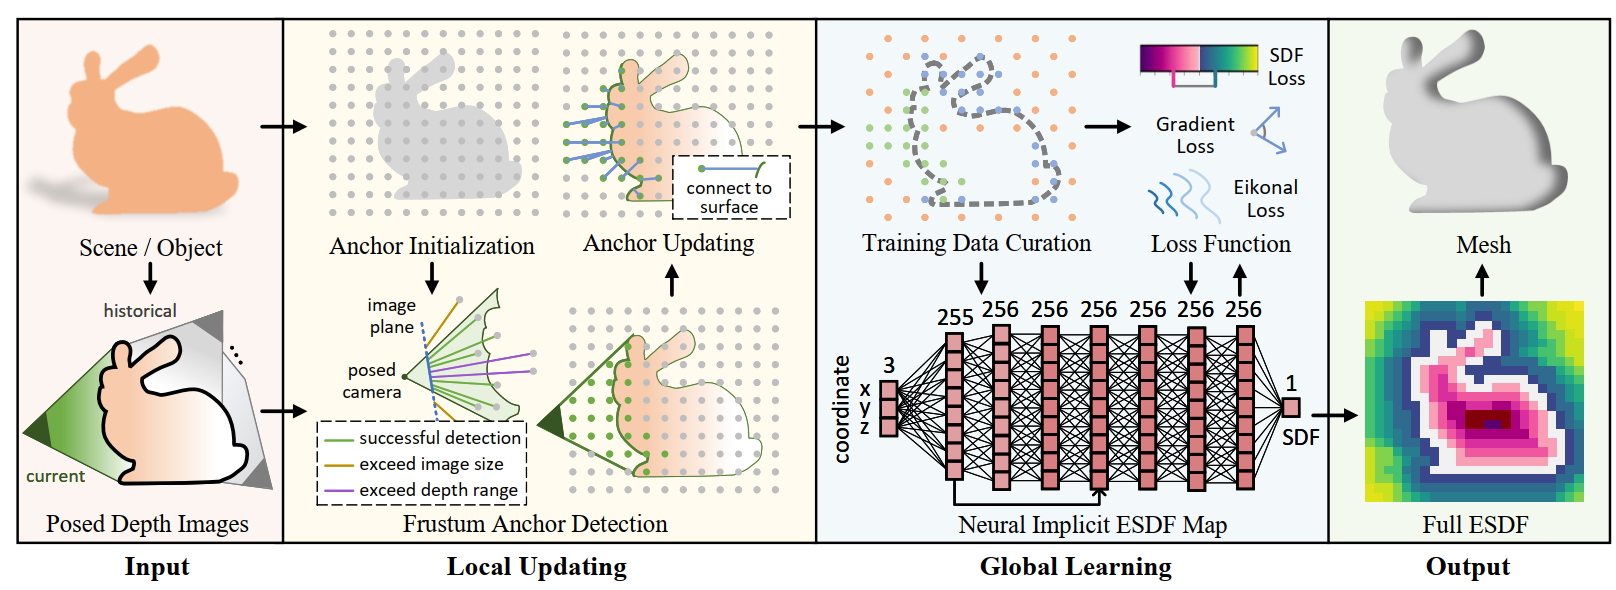 Scene / Object
historical
current
Posed Depth Images
Input
Anchor Initialization
connect to
surface
Anchor Updating
image
plane
posed
camera
successful detection
exceed image size
exceed depth range
Frustum Anchor Detection
Local Updating
Training Data Curation
SDF
Loss
Gradient
Loss
Eikonal
Loss
Loss Function
coordinate
x
y
z
3
255
256
256
256
256
256
256
1
SDF
Neural Implicit ESDF Map
Global Learning
Mesh
Full ESDF
Output